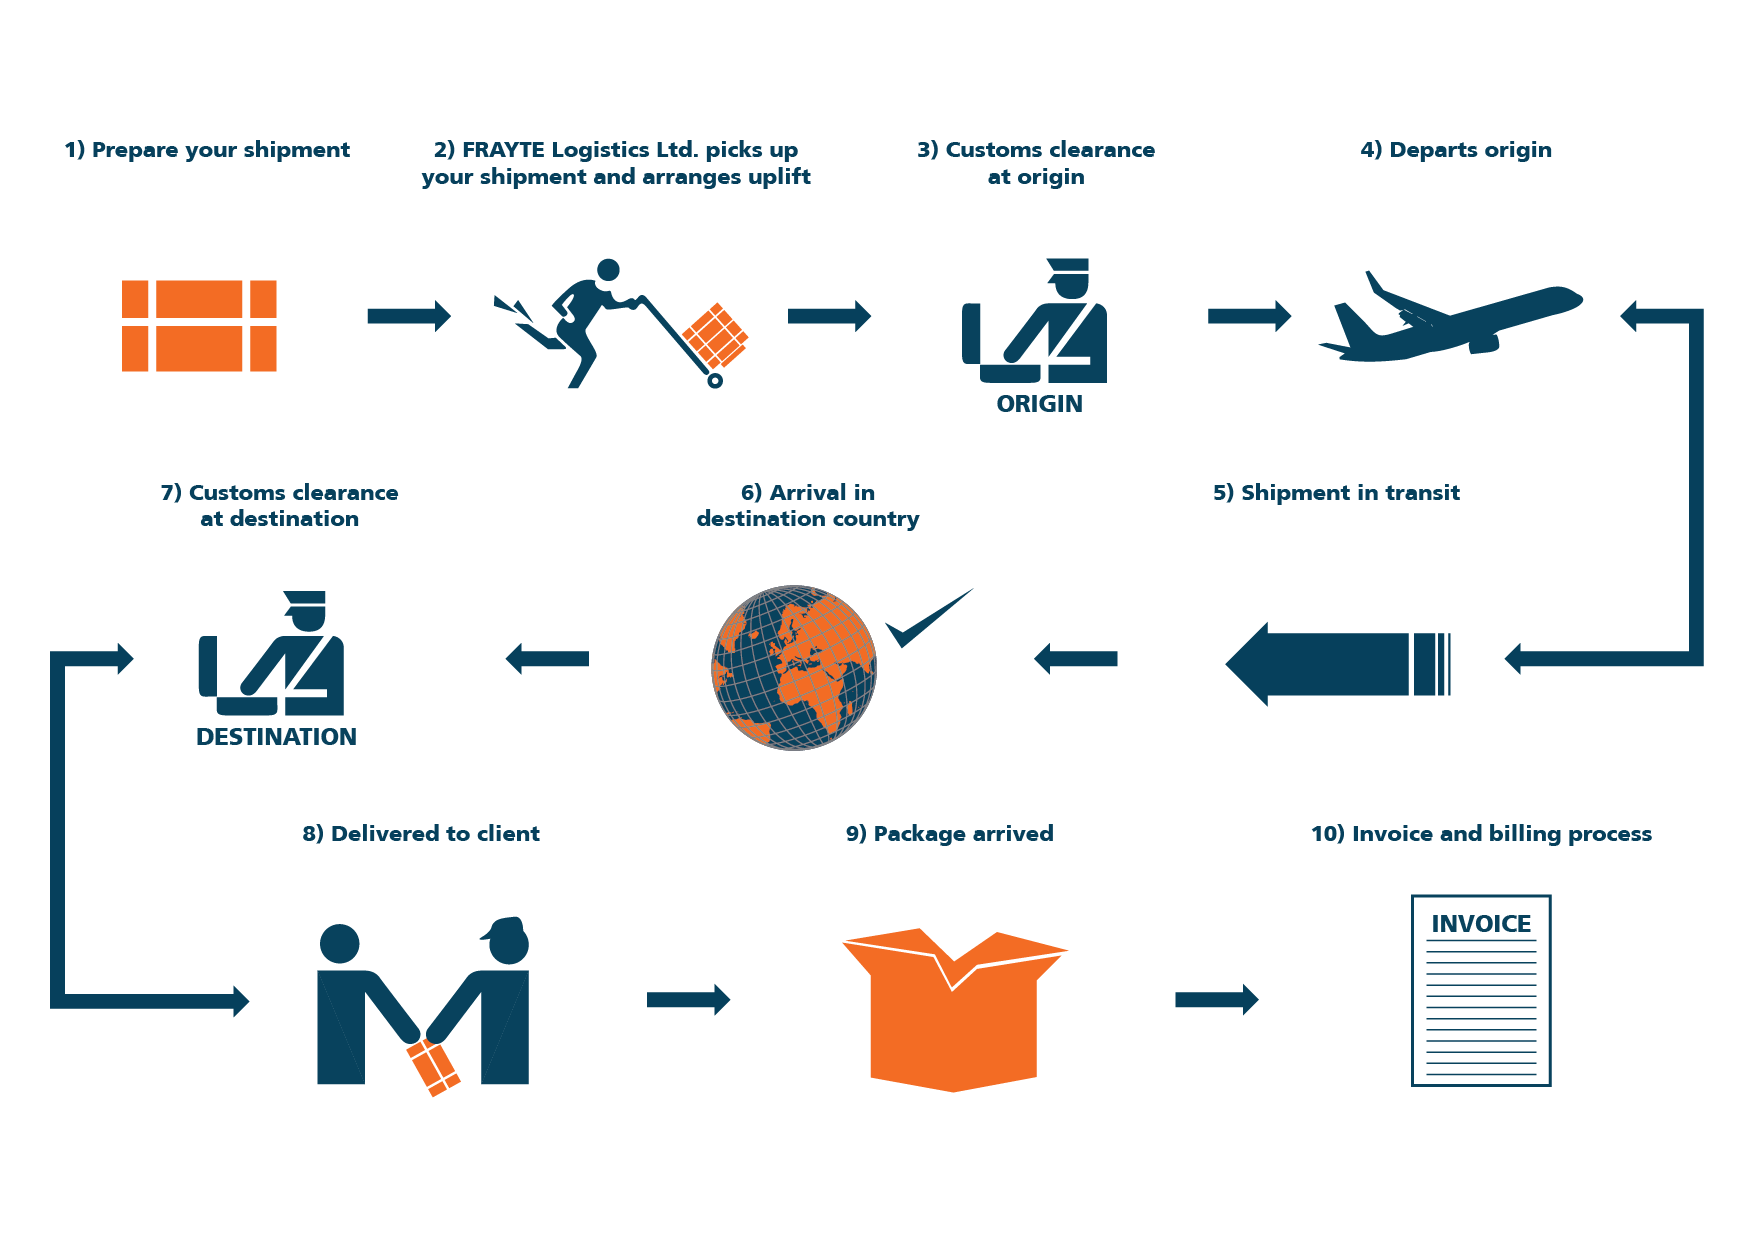 1) Prepare your shipment
2) FRAYTE Logistics Ltd. picks up
your shipment and arranges uplift
3) Customs clearance
at origin
4) Departs origin
ORIGIN
7) Customs clearance
at destination
6) Arrival in
destination country
5) Shipment in transit
DESTINATION
8) Delivered to client
9) Package arrived
10) Invoice and billing process
INVOICE